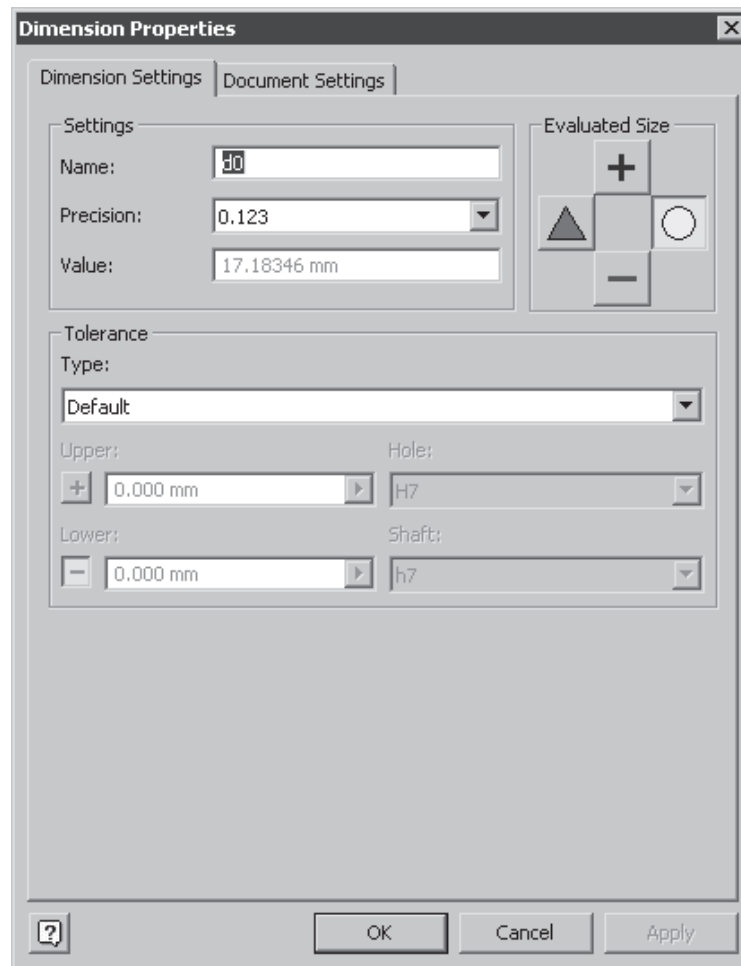 Dimension Properties
Dimension Settings
Document Settings
Settings
Name:
d0
Precision:
0.123
Value:
17.18346 mm
Evaluated Size
Tolerance
Type:
Default
Upper:
Hole:
0.000 mm
H7
Lower:
Shaft:
0.000 mm
h7
OK
Cancel
Apply